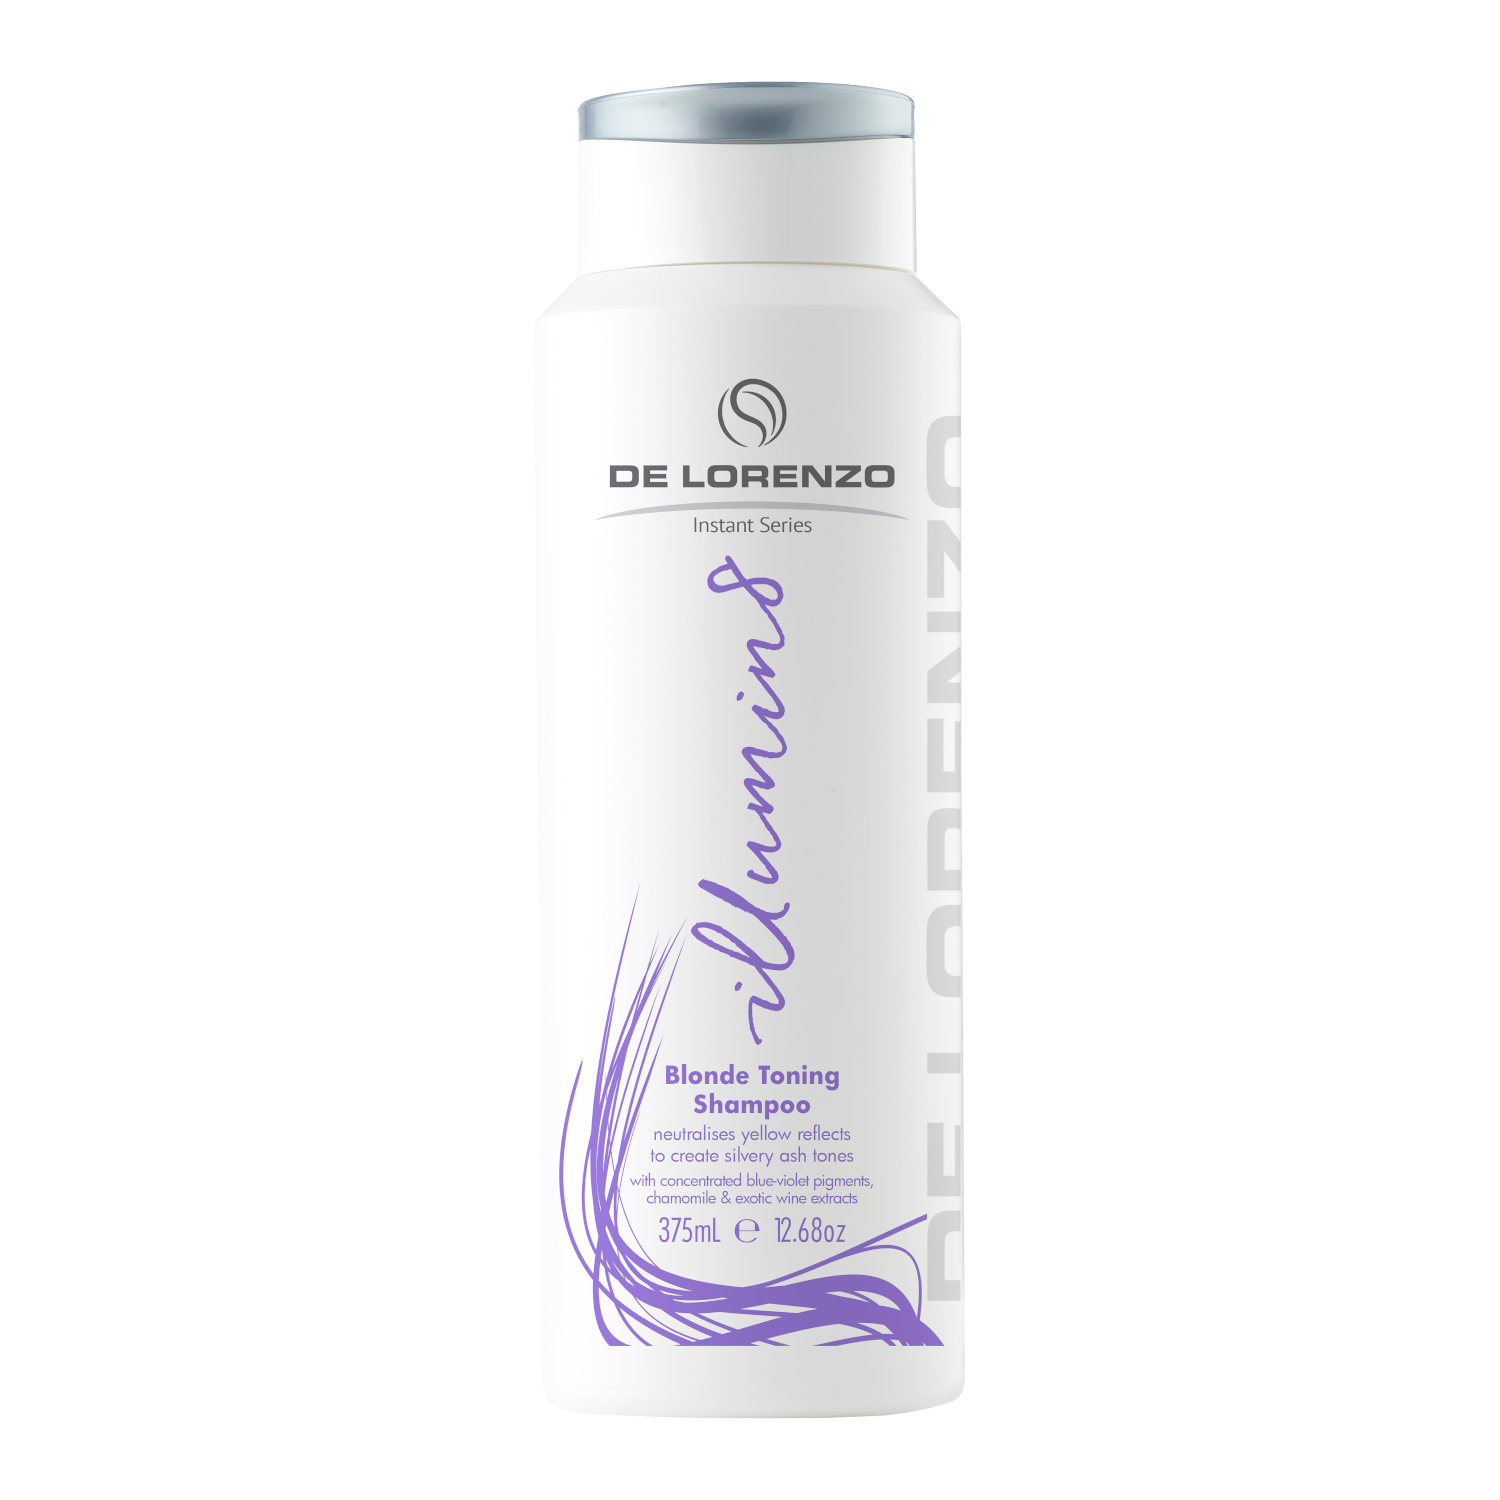 DE LORENZO
Instant Series
illumin8
Blonde Toning
Shampoo
neutralises yellow reflects
to create silvery ash tones
with concentrated blue-violet pigments,
chamomile & exotic wine extracts
375mL ℮ 12.68oz
DE LORENZO